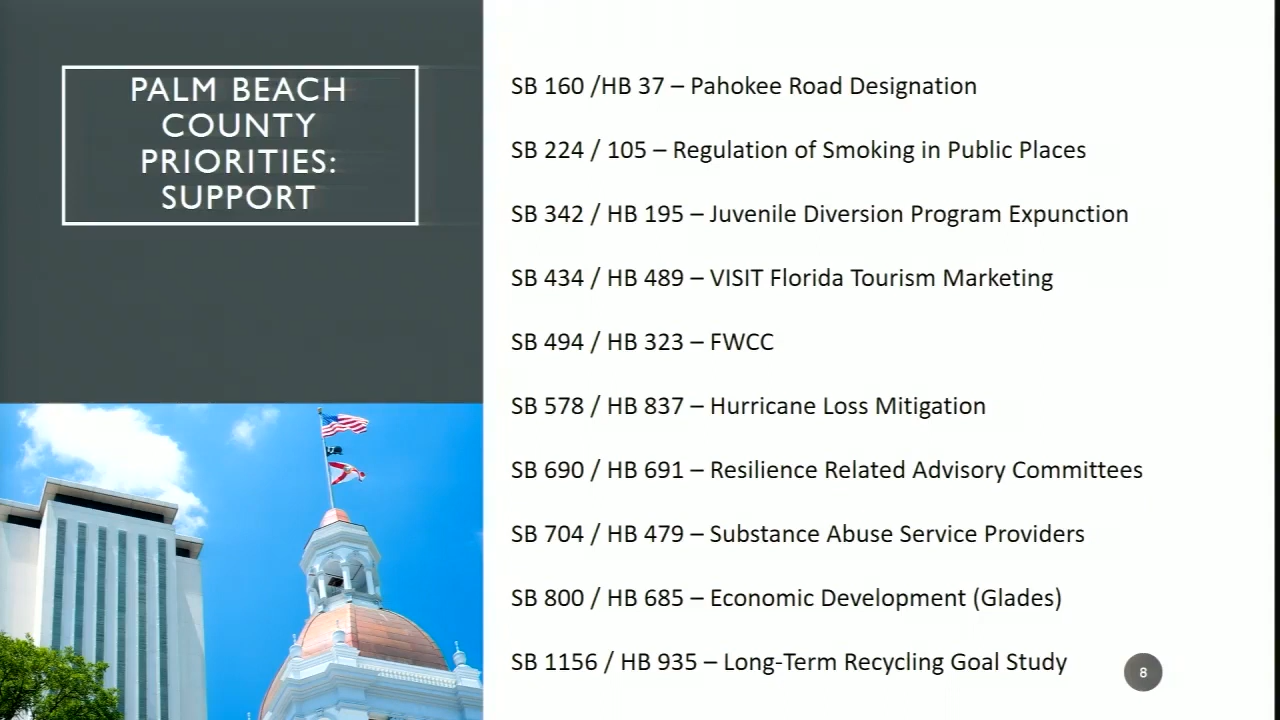 PALM BEACH
COUNTY
PRIORITIES:
SUPPORT
SB 160 /HB 37 – Pahokee Road Designation
SB 224 / 105 – Regulation of Smoking in Public Places
SB 342 / HB 195 – Juvenile Diversion Program Expunction
SB 434 / HB 489 – VISIT Florida Tourism Marketing
SB 494 / HB 323 – FWCC
SB 578 / HB 837 – Hurricane Loss Mitigation
SB 690 / HB 691 – Resilience Related Advisory Committees
SB 704 / HB 479 – Substance Abuse Service Providers
SB 800 / HB 685 – Economic Development (Glades)
SB 1156 / HB 935 – Long-Term Recycling Goal Study
8